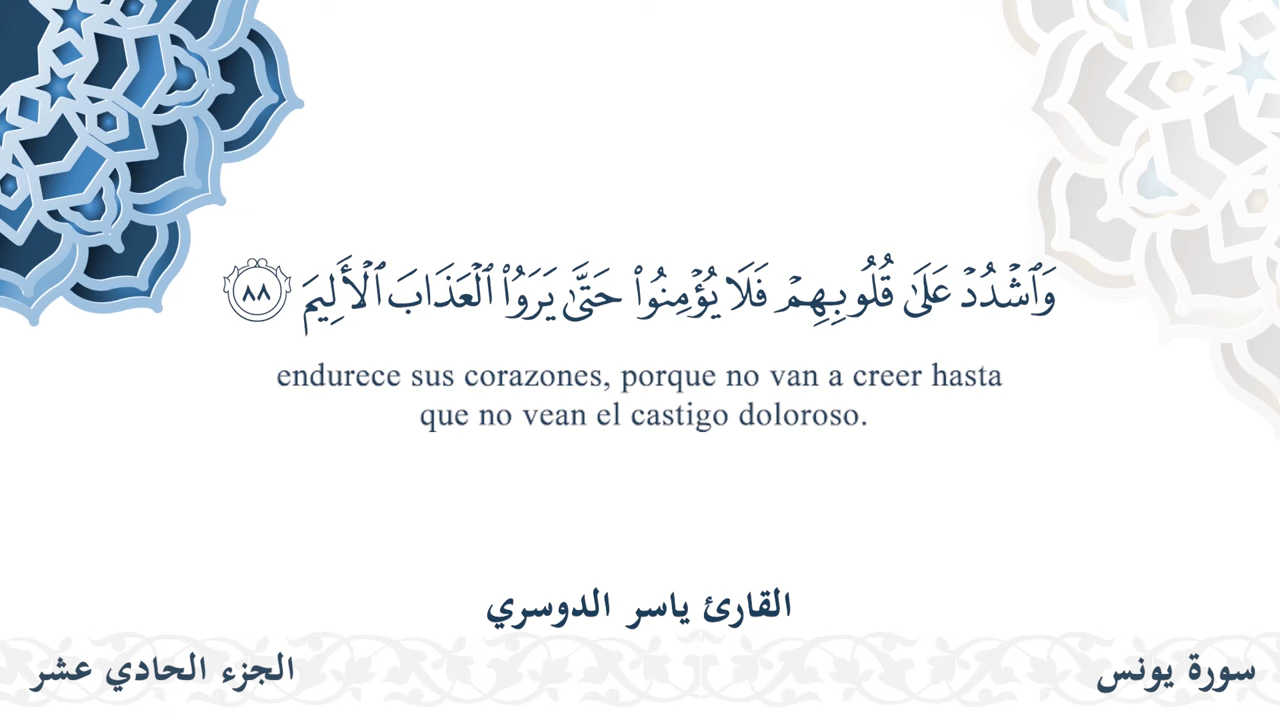 وَٱشۡدُدۡ عَلَىٰ قُلُوبِهِمۡ فَلَا يُؤۡمِنُواْ حَتَّىٰ يَرَوُاْ ٱلۡعَذَابَ ٱلۡأَلِيمَ ٨٨
endurece sus corazones, porque no van a creer hasta
que no vean el castigo doloroso.
القارئ ياسر الدوسري
سورة يونس
الجزء الحادي عشر